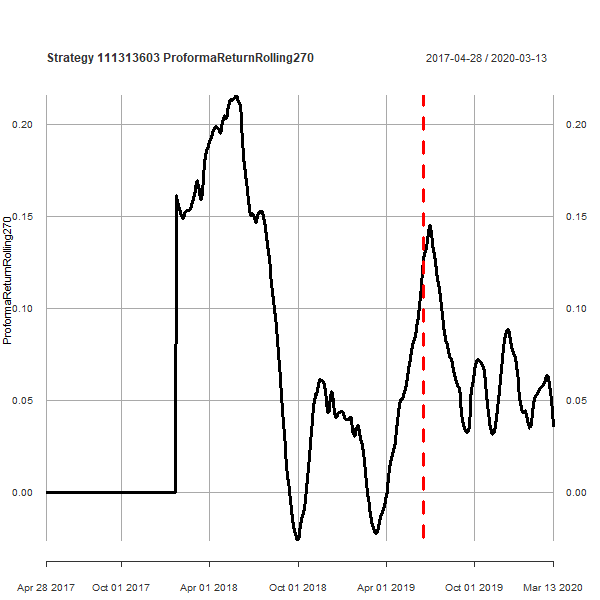 Strategy 111313603 ProformaReturnRolling270
2017-04-28 / 2020-03-13
ProformaReturnRolling270
0.20 0.20
0.15 0.15
0.10 0.10
0.05 0.05
0.00 0.00
Apr 28 2017 Oct 01 2017 Apr 01 2018 Oct 01 2018 Apr 01 2019 Oct 01 2019 Mar 13 2020